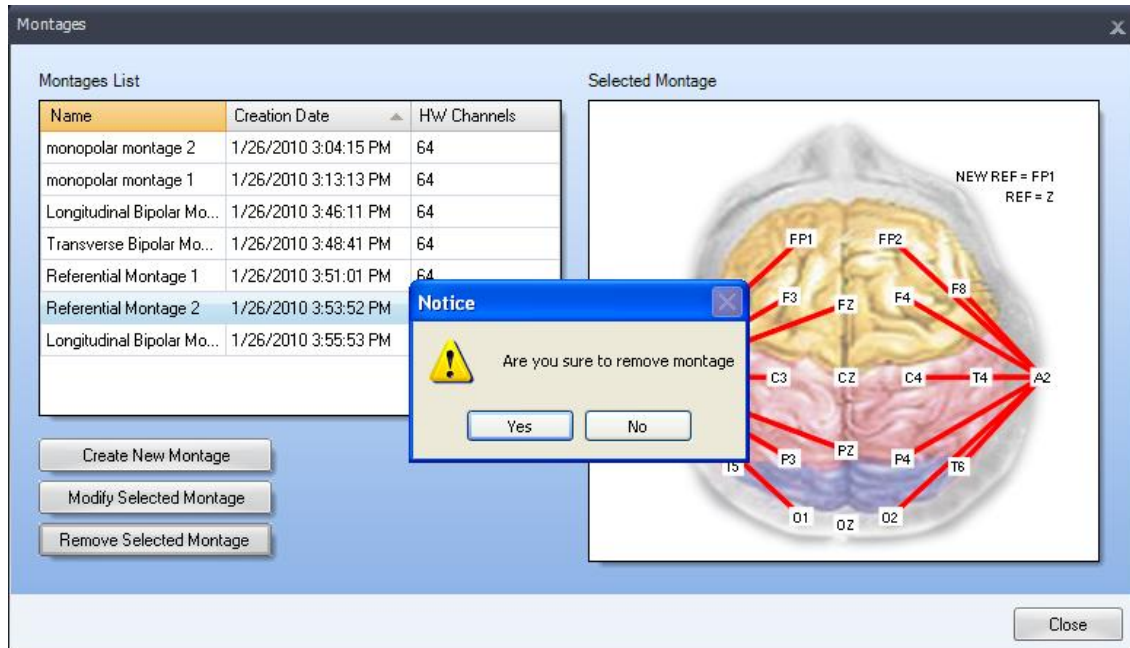 Montages
Montages List
Name Creation Date HW Channels
monopolar montage 2 1/26/2010 3:04:15 PM 64
monopolar montage 1 1/26/2010 3:13:13 PM 64
Longitudinal Bipolar Mo... 1/26/2010 3:46:11 PM 64
Transverse Bipolar Mo... 1/26/2010 3:48:41 PM 64
Referential Montage 1 1/26/2010 3:51:01 PM 64
Referential Montage 2 1/26/2010 3:53:52 PM
Longitudinal Bipolar Mo... 1/26/2010 3:55:53 PM
Create New Montage
Modify Selected Montage
Remove Selected Montage
Notice
Are you sure to remove montage
Yes No
Selected Montage
NEW REF = FP1
REF = Z
FP1 FP2
F3 FZ F4 F8
C3 CZ C4 T4 A2
T5 P3 PZ P4 T6
O1 OZ O2
Close